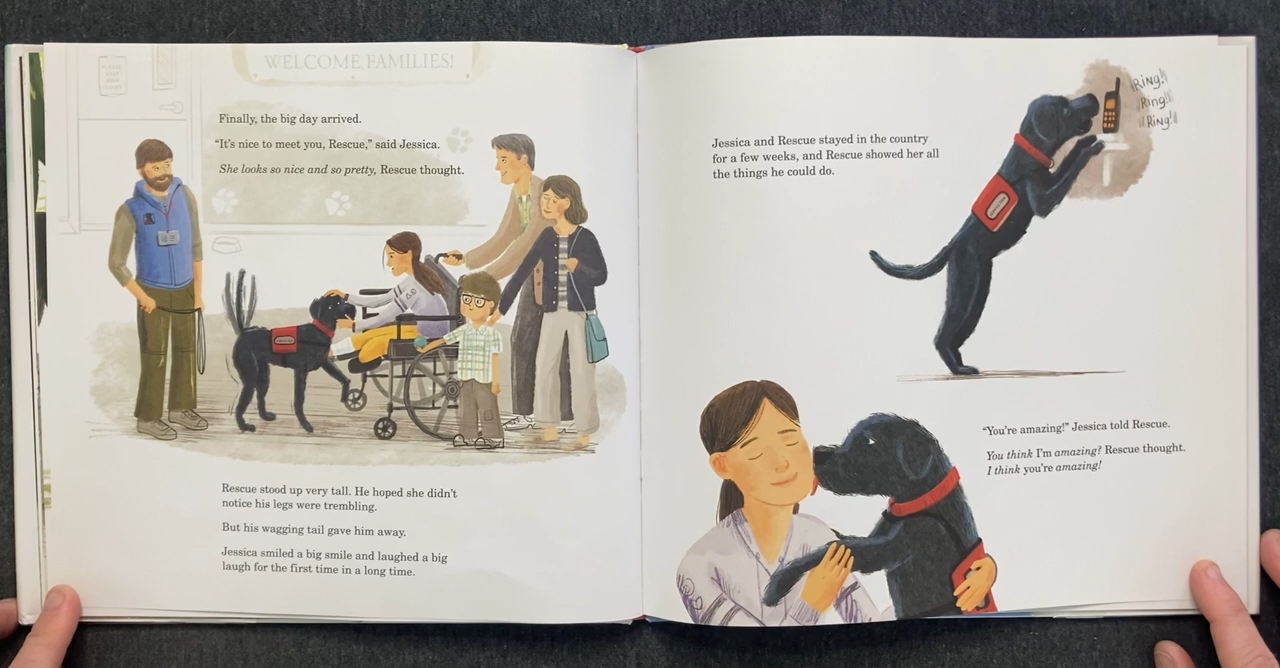 WELCOME FAMILIES!
Finally, the big day arrived.
“It’s nice to meet you, Rescue,” said Jessica.
She looks so nice and so pretty, Rescue thought.
Rescue stood up very tall. He hoped she didn’t
notice his legs were trembling.
But his wagging tail gave him away.
Jessica smiled a big smile and laughed a big
laugh for the first time in a long time.
Jessica and Rescue stayed in the country
for a few weeks, and Rescue showed her all
the things he could do.
Ring!
Ring!
Ring!
“You’re amazing!” Jessica told Rescue.
You think I’m amazing? Rescue thought.
I think you’re amazing!